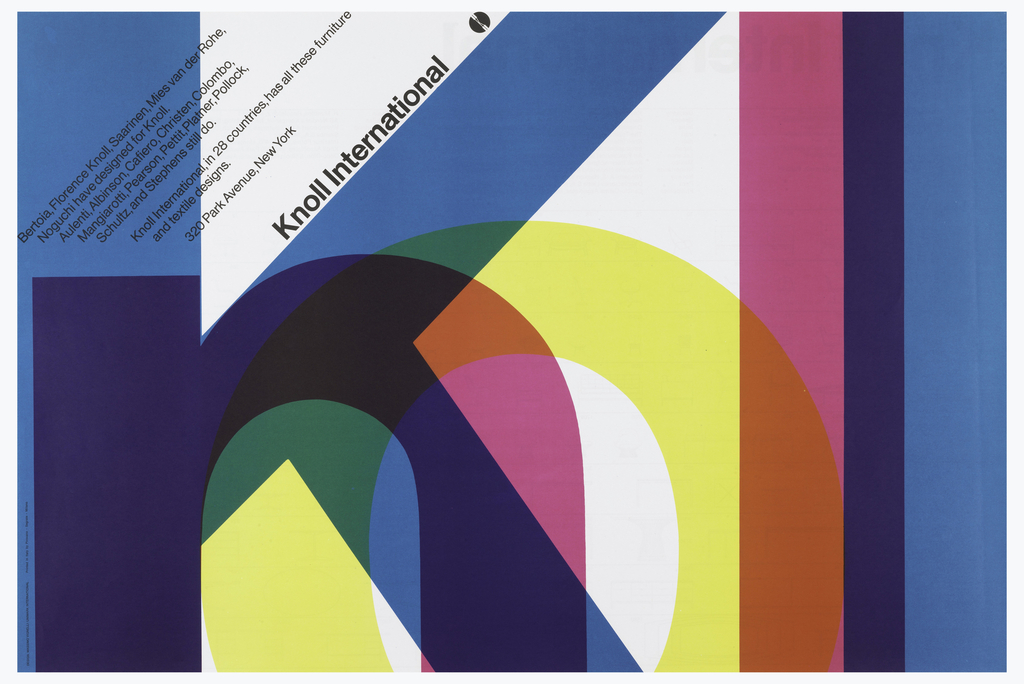 Bertoia, Florence Knoll, Saarinen, Mies van der Rohe,
Noguchi have designed for Knoll.
Aulenti, Albinson, Cafiero, Christen, Colombo,
Mangiarotti, Pearson, Pettit, Platner, Pollock,
Schultz, and Stephens still do.
Knoll International, in 28 countries, has all these furniture
and textile designs.
320 Park Avenue, New York
Knoll International